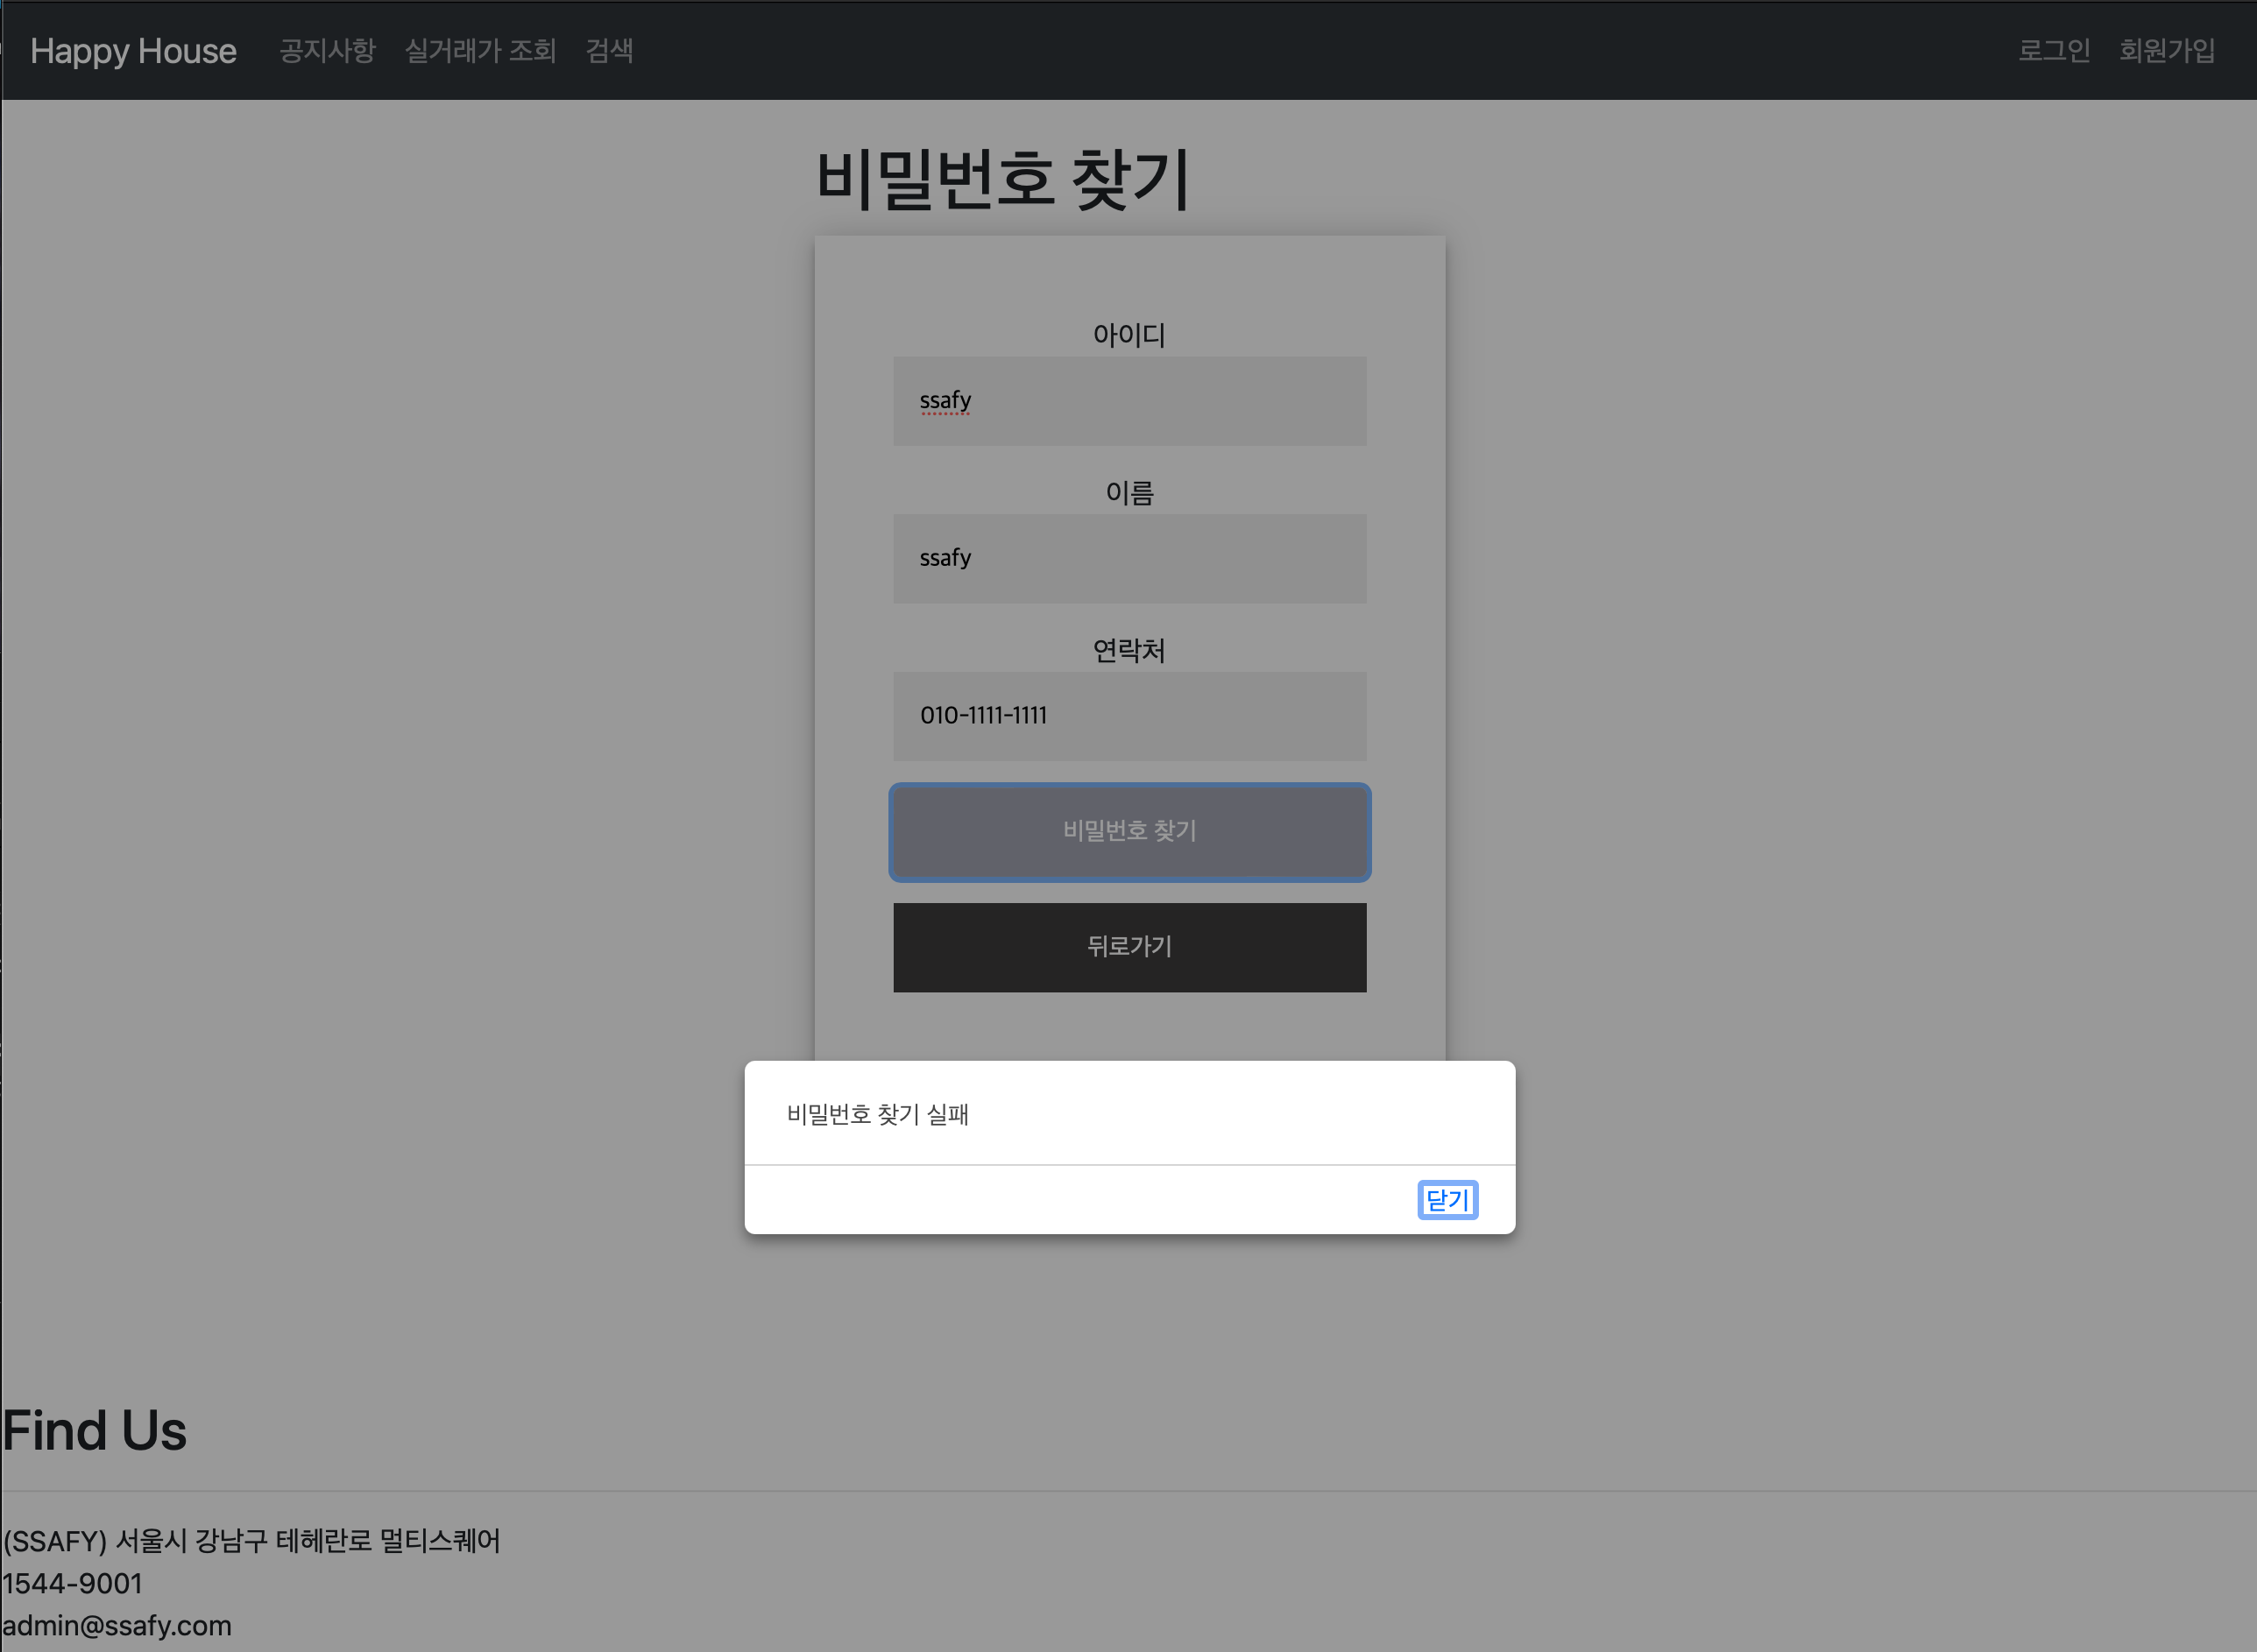 Happy House 공지사항 실거래가 조회 검색 로그인 회원가입
비밀번호 찾기
아이디
ssafy
이름
ssafy
연락처
010-1111-1111
비밀번호 찾기
뒤로가기
비밀번호 찾기 실패
닫기
Find Us
(SSAFY) 서울시 강남구 테헤란로 멀티스퀘어
1544-9001
admin@ssafy.com